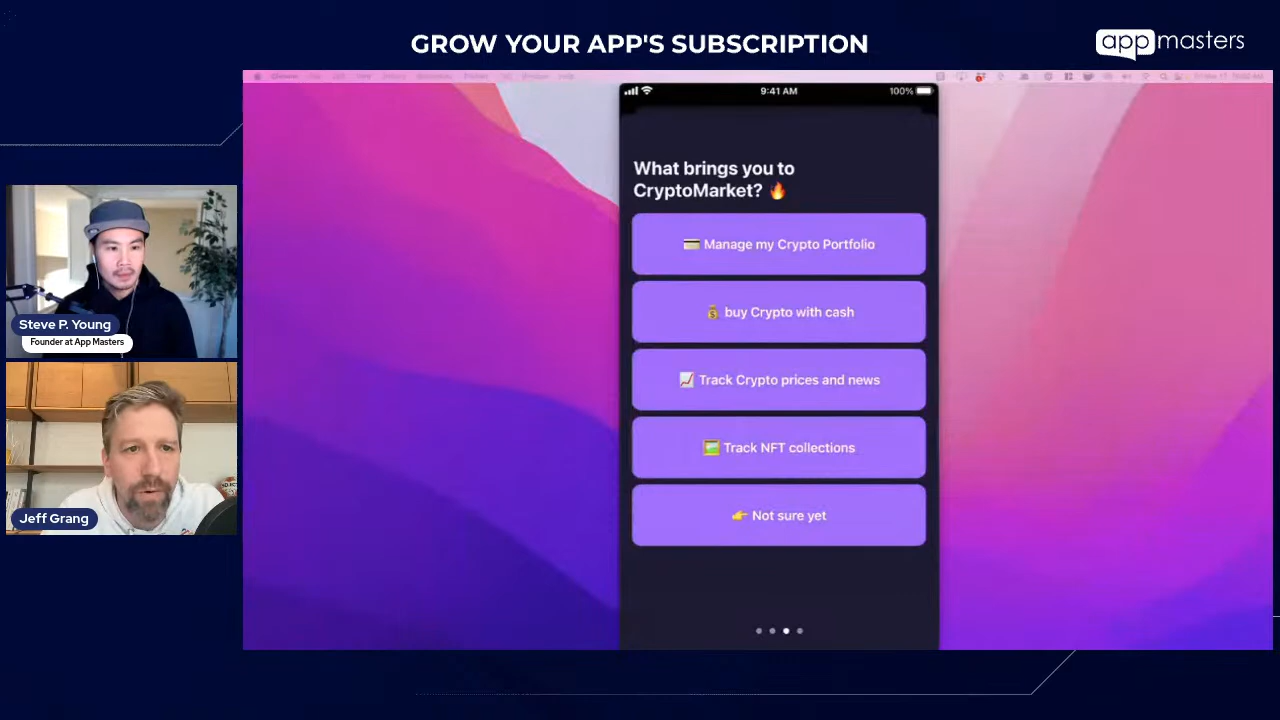 GROW YOUR APP'S SUBSCRIPTION
appmasters
9:41 AM
100%
What brings you to
CryptoMarket? 🔥
💳 Manage my Crypto Portfolio
💰 buy Crypto with cash
📈 Track Crypto prices and news
🖼️ Track NFT collections
👉 Not sure yet
Steve P. Young
Founder at App Masters
Jeff Grang